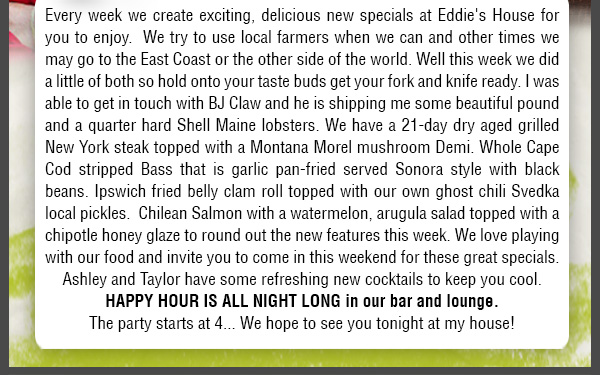 Every week we create exciting, delicious new specials at Eddie's House for
you to enjoy.  We try to use local farmers when we can and other times we
may go to the East Coast or the other side of the world. Well this week we did
a little of both so hold onto your taste buds get your fork and knife ready. I was
able to get in touch with BJ Claw and he is shipping me some beautiful pound
and a quarter hard Shell Maine lobsters. We have a 21-day dry aged grilled
New York steak topped with a Montana Morel mushroom Demi. Whole Cape
Cod stripped Bass that is garlic pan-fried served Sonora style with black
beans. Ipswich fried belly clam roll topped with our own ghost chili Svedka
local pickles.  Chilean Salmon with a watermelon, arugula salad topped with a
chipotle honey glaze to round out the new features this week. We love playing
with our food and invite you to come in this weekend for these great specials.
Ashley and Taylor have some refreshing new cocktails to keep you cool.
HAPPY HOUR IS ALL NIGHT LONG in our bar and lounge.
The party starts at 4... We hope to see you tonight at my house!